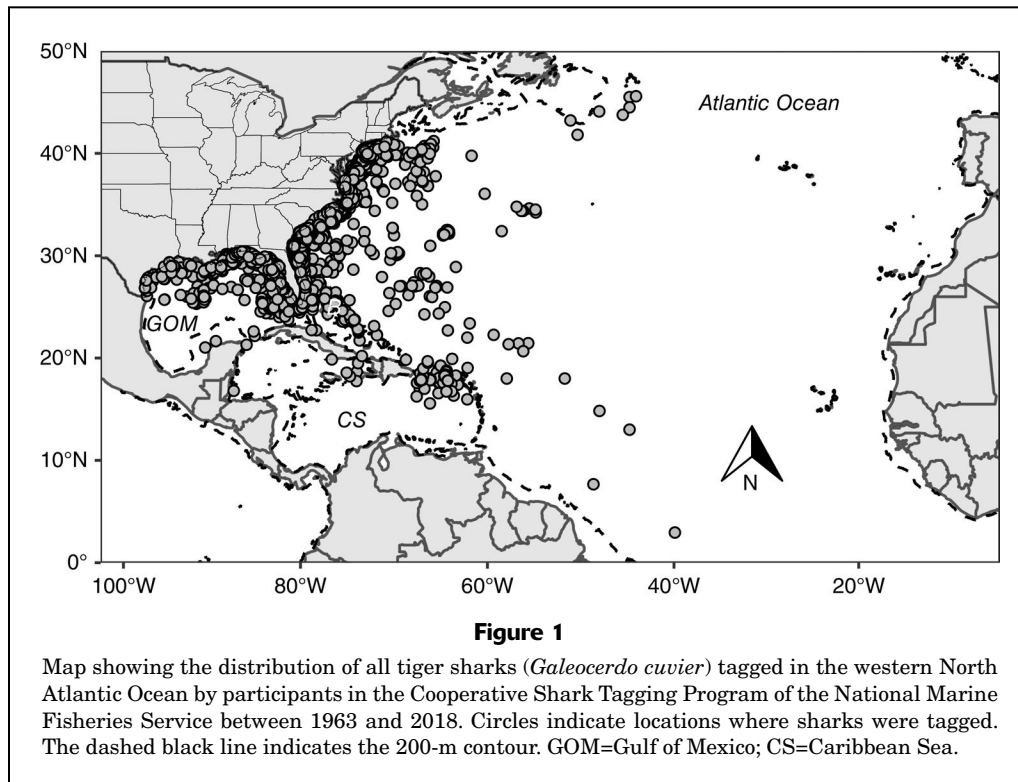 50°N
Atlantic Ocean
40°N
30°N
GOM
20°N
CS
10°N
N
0°
100°W 80°W 60°W 40°W 20°W
Figure 1
Map showing the distribution of all tiger sharks (Galeocerdo cuvier) tagged in the western North
Atlantic Ocean by participants in the Cooperative Shark Tagging Program of the National Marine
Fisheries Service between 1963 and 2018. Circles indicate locations where sharks were tagged.
The dashed black line indicates the 200-m contour. GOM=Gulf of Mexico; CS=Caribbean Sea.